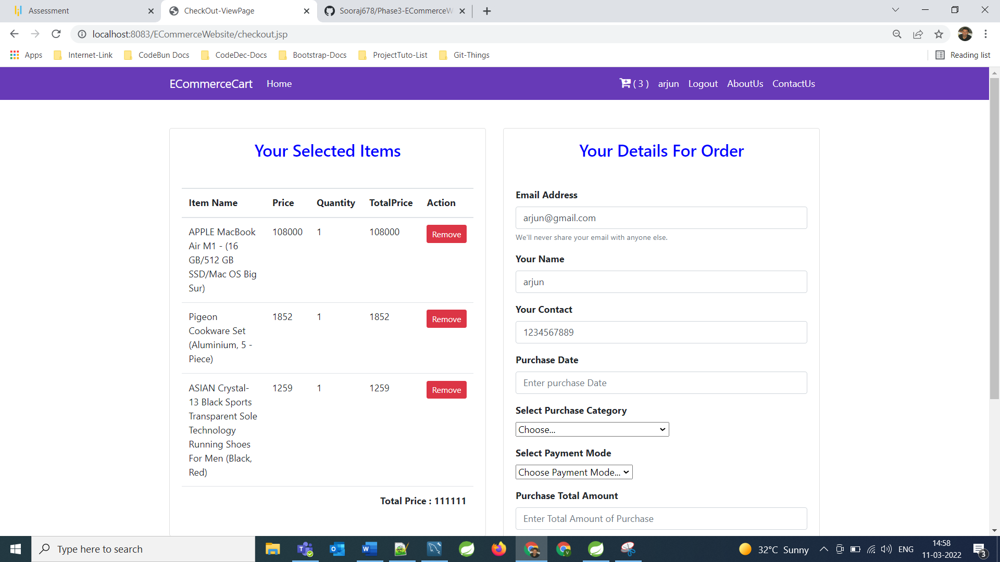 Assessment
CheckOut-ViewPage
Sooraj678/Phase3-ECommerceW
localhost:8083/ECommerceWebsite/checkout.jsp
Apps
Internet-Link
CodeBun Docs
CodeDec-Docs
Bootstrap-Docs
ProjectTuto-List
Git-Things
Reading list
ECommerceCart
Home
( 3 )
arjun
Logout
AboutUs
ContactUs
Your Selected Items
Item Name Price Quantity TotalPrice Action
APPLE MacBook 108000 1 108000 Remove
Air M1 - (16
GB/512 GB
SSD/Mac OS Big
Sur)
Pigeon 1852 1 1852 Remove
Cookware Set
(Aluminium, 5 -
Piece)
ASIAN Crystal- 1259 1 1259 Remove
13 Black Sports
Transparent Sole
Technology
Running Shoes
For Men (Black,
Red)
Total Price : 111111
Your Details For Order
Email Address
arjun@gmail.com
We'll never share your email with anyone else.
Your Name
arjun
Your Contact
1234567889
Purchase Date
Enter purchase Date
Select Purchase Category
Choose...
Select Payment Mode
Choose Payment Mode...
Purchase Total Amount
Enter Total Amount of Purchase
Type here to search
32°C Sunny
ENG
14:58
11-03-2022
3